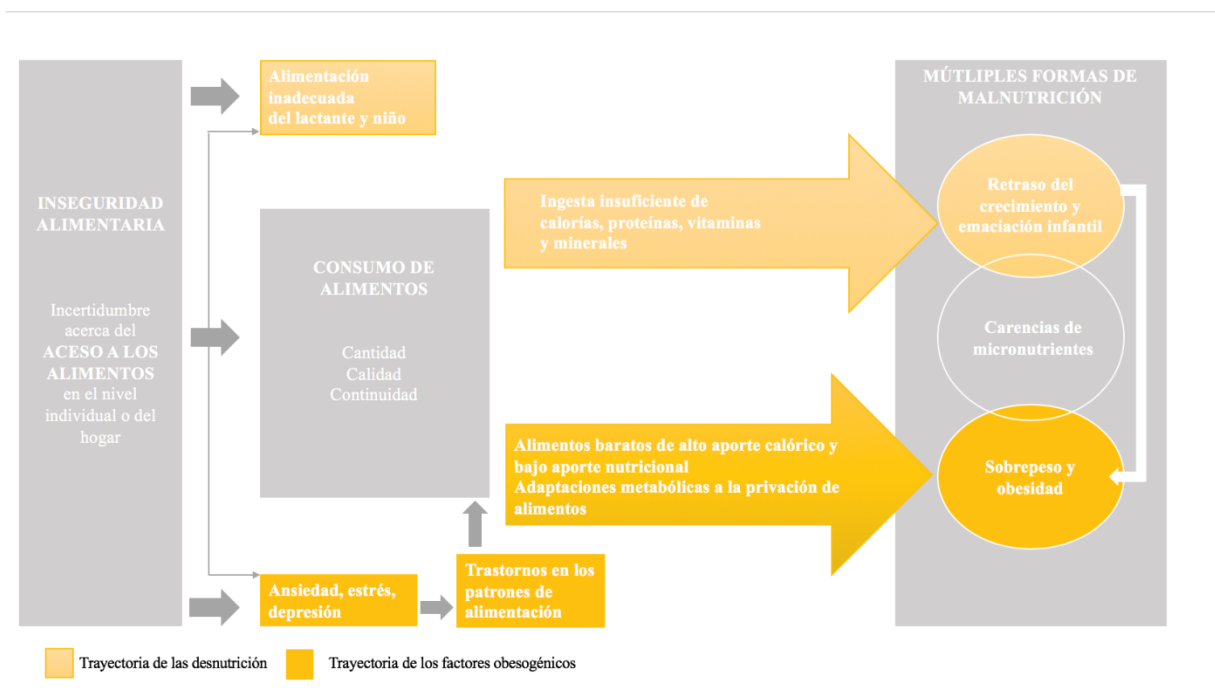 INSEGURIDAD
ALIMENTARIA
Incertidumbre
acerca del
ACESO A LOS
ALIMENTOS
en el nivel
individual o del
hogar
Alimentación
inadecuada
del lactante y niño
CONSUMO DE
ALIMENTOS
Cantidad
Calidad
Continuidad
Ansiedad, estrés,
depresión
Trastornos en los
patrones de
alimentación
Ingesta insuficiente de
calorías, proteínas, vitaminas
y minerales
Alimentos baratos de alto aporte calórico y
bajo aporte nutricional
Adaptaciones metabólicas a la privación de
alimentos
MÚTLIPLES FORMAS DE
MALNUTRICIÓN
Retraso del
crecimiento y
emaciación infantil
Carencias de
micronutrientes
Sobrepeso y
obesidad
Trayectoria de las desnutrición
Trayectoria de los factores obesogénicos